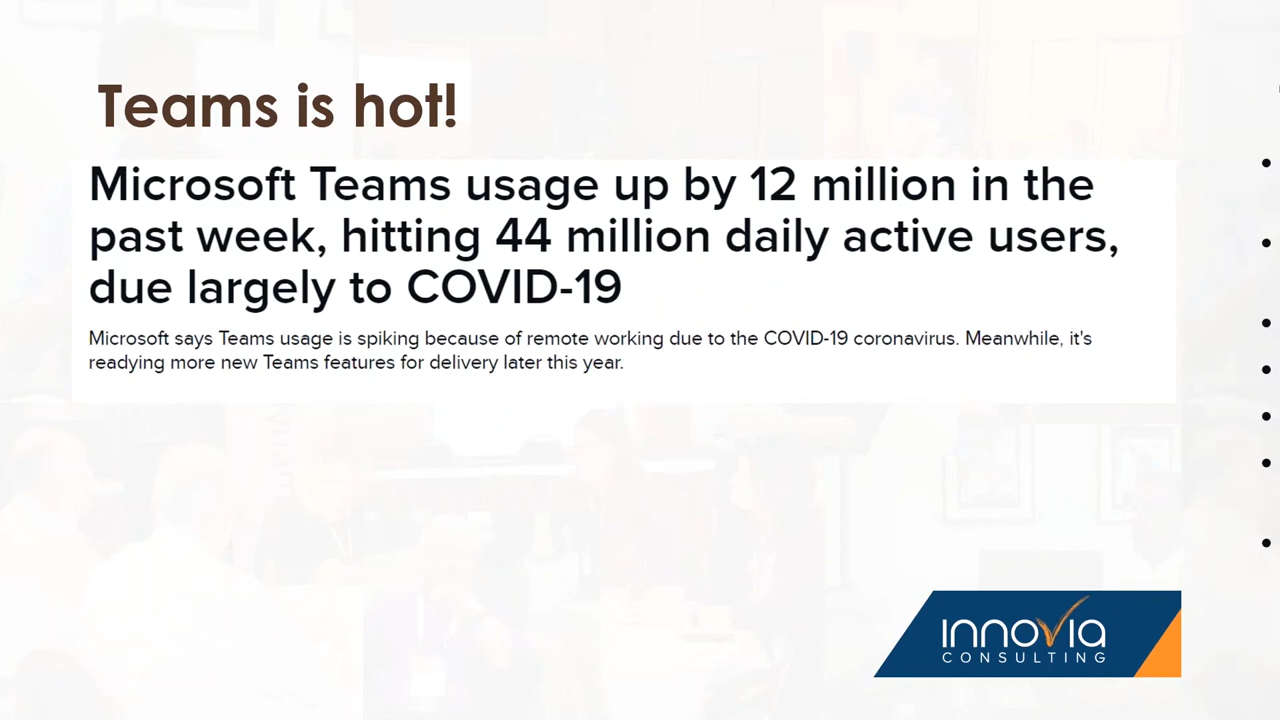 Teams is hot!
Microsoft Teams usage up by 12 million in the
past week, hitting 44 million daily active users,
due largely to COVID-19
Microsoft says Teams usage is spiking because of remote working due to the COVID-19 coronavirus. Meanwhile, it's
readying more new Teams features for delivery later this year.
innovia
CONSULTING